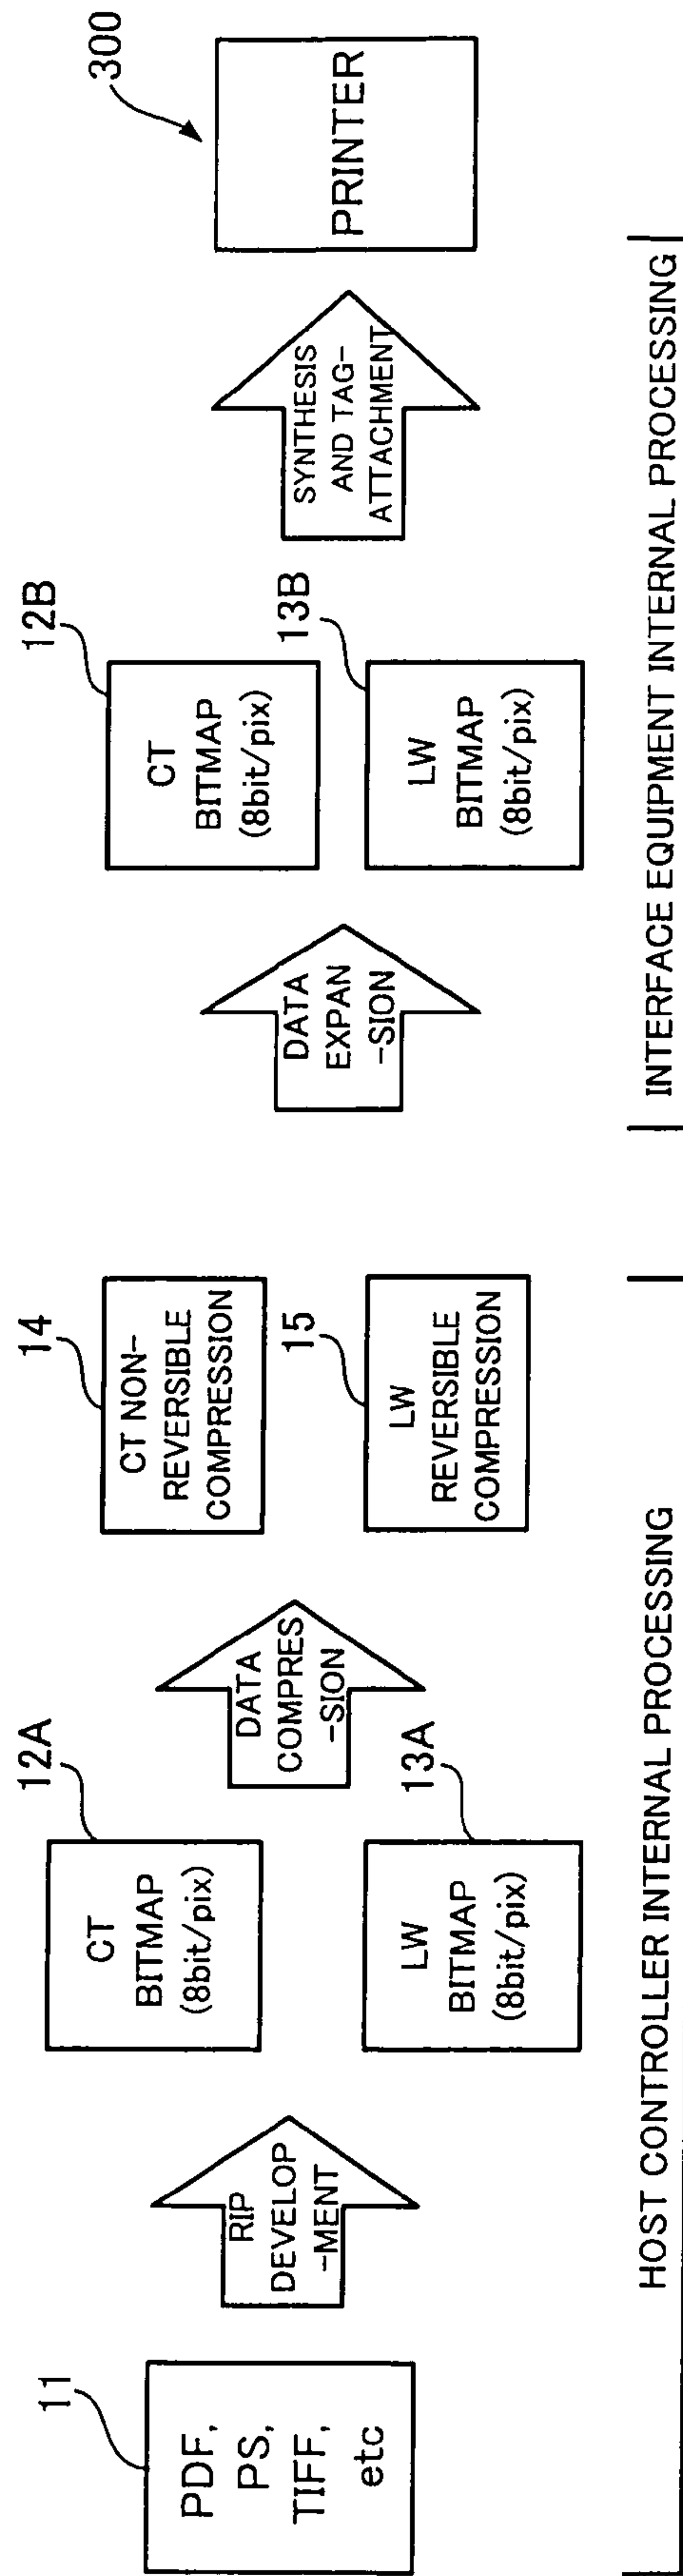 11
PDF,
PS,
TIFF,
etc
RIP
DEVELOP
-MENT
12A
CT
BITMAP
(8bit/pix)
13A
LW
BITMAP
(8bit/pix)
DATA
COMPRES
-SION
14
CT NON-
REVERSIBLE
COMPRESSION
15
LW
REVERSIBLE
COMPRESSION
DATA
EXPAN
-SION
12B
CT
BITMAP
(8bit/pix)
13B
LW
BITMAP
(8bit/pix)
SYNTHESIS
AND TAG-
ATTACHMENT
300
PRINTER
HOST CONTROLLER INTERNAL PROCESSING
INTERFACE EQUIPMENT INTERNAL PROCESSING